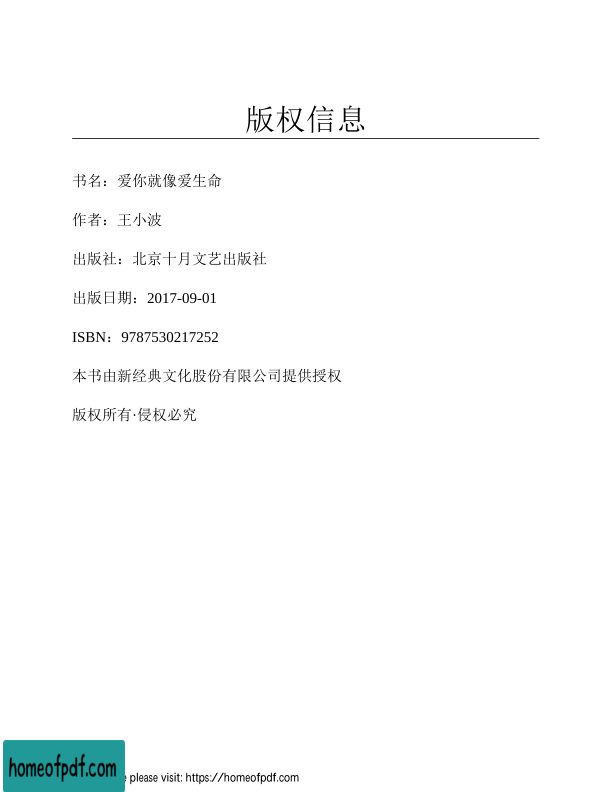 版权信息
书名：爱你就像爱生命
作者：王小波
出版社：北京十月文艺出版社
出版日期：2017-09-01
ISBN：9787530217252
本书由新经典文化股份有限公司提供授权
版权所有·侵权必究
homeofpdf.com
please visit: https://homeofpdf.com